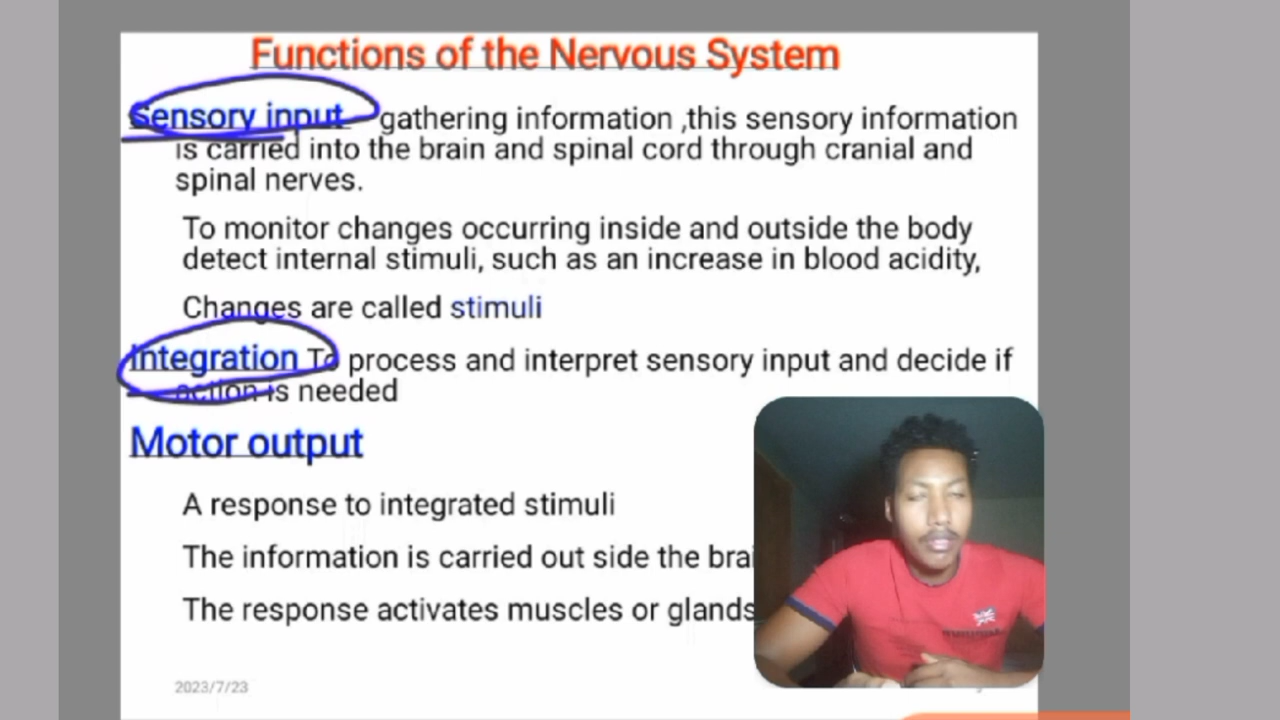 Functions of the Nervous System
Sensory input gathering information ,this sensory information
is carried into the brain and spinal cord through cranial and
spinal nerves.
To monitor changes occurring inside and outside the body
detect internal stimuli, such as an increase in blood acidity,
Changes are called stimuli
Integration To process and interpret sensory input and decide if
action is needed
Motor output
A response to integrated stimuli
The information is carried out side the
The response activates muscles or glands
2023/7/23